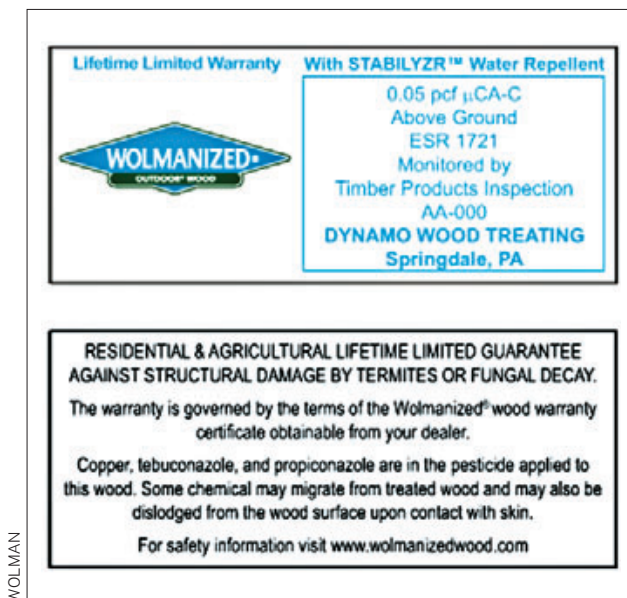 Lifetime Limited Warranty
With STABILYZR™ Water Repellent
WOLMANIZED®
OUTDOOR® WOOD
0.05 pcf µCA-C
Above Ground
ESR 1721
Monitored by
Timber Products Inspection
AA-000
DYNAMO WOOD TREATING
Springdale, PA
RESIDENTIAL & AGRICULTURAL LIFETIME LIMITED GUARANTEE
AGAINST STRUCTURAL DAMAGE BY TERMITES OR FUNGAL DECAY.
The warranty is governed by the terms of the Wolmanized® wood warranty
certificate obtainable from your dealer.
Copper, tebuconazole, and propiconazole are in the pesticide applied to
this wood. Some chemical may migrate from treated wood and may also be
dislodged from the wood surface upon contact with skin.
For safety information visit www.wolmanizedwood.com
WOLMAN